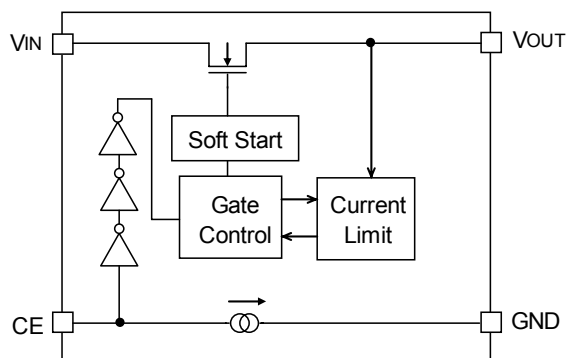 VIN
VOUT
Soft Start
Gate
Control
Current
Limit
CE
GND